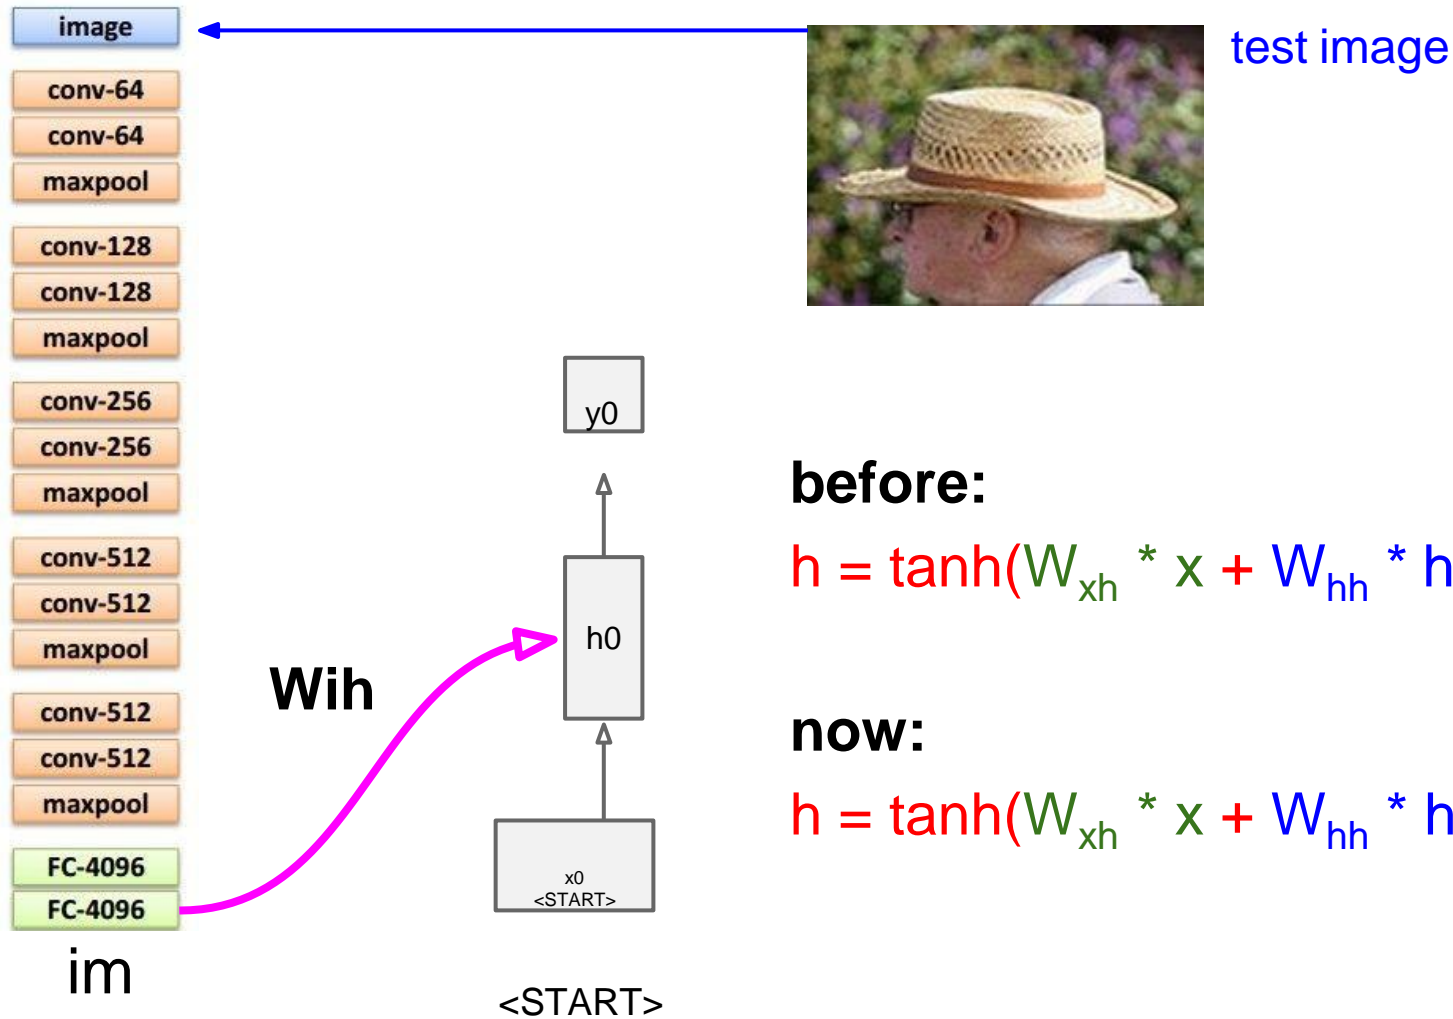 image
test image
conv-64
conv-64
maxpool
conv-128
conv-128
maxpool
conv-256
conv-256
maxpool
conv-512
conv-512
maxpool
conv-512
conv-512
maxpool
FC-4096
FC-4096
im
Wih
y0
h0
x0
<START>
<START>
before:
h = tanh(Wxh * x + Whh * h
now:
h = tanh(Wxh * x + Whh * h